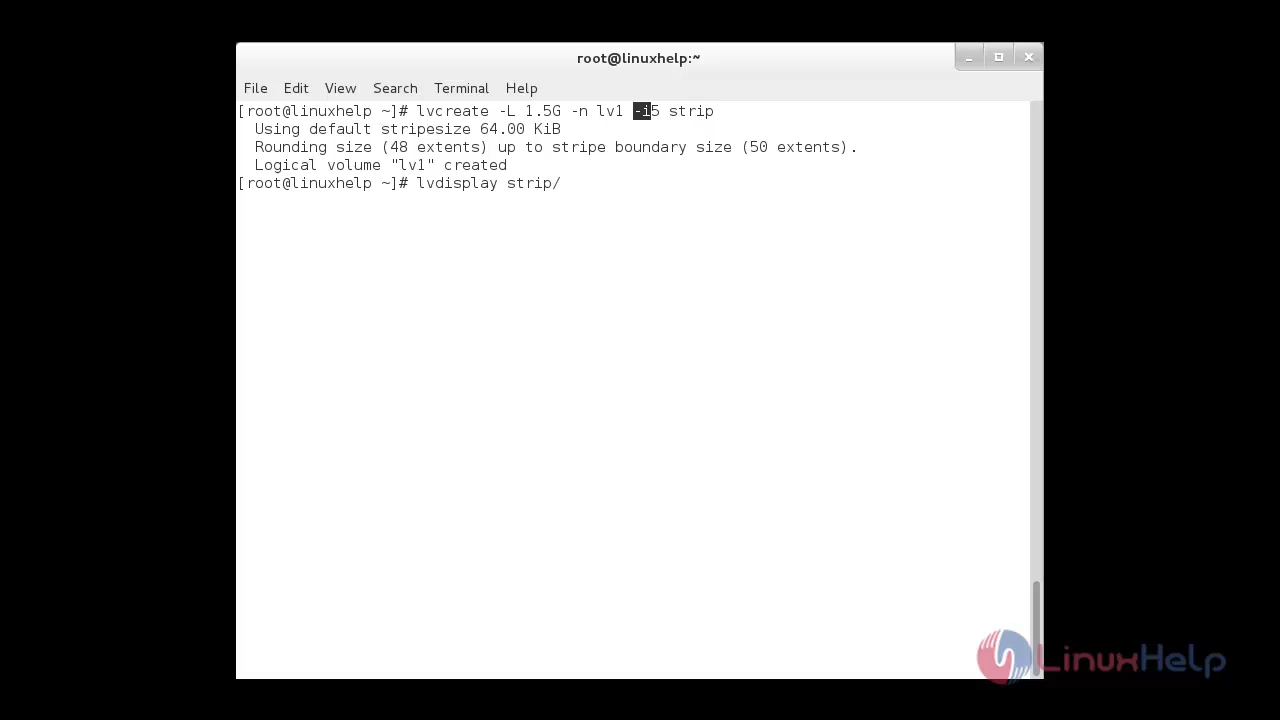 root@linuxhelp:~
File Edit View Search Terminal Help
[root@linuxhelp ~]# lvcreate -L 1.5G -n lv1 -i5 strip
Using default stripesize 64.00 KiB
Rounding size (48 extents) up to stripe boundary size (50 extents).
Logical volume "lv1" created
[root@linuxhelp ~]# lvdisplay strip/
LinuxHelp